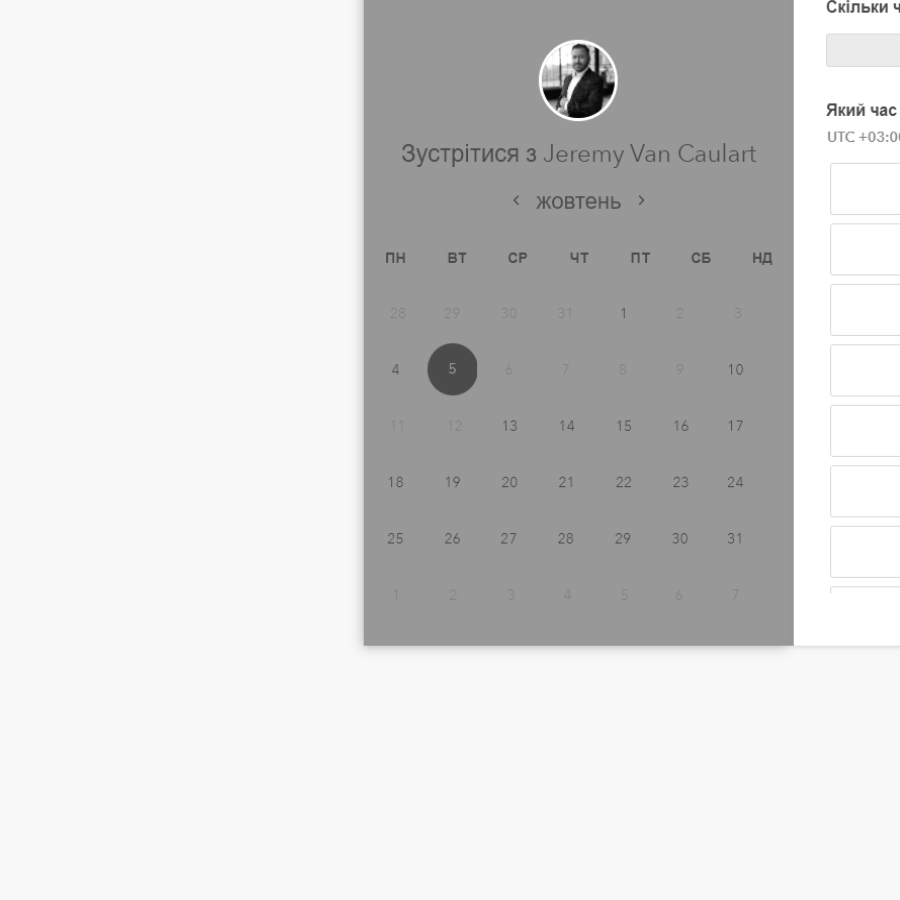 Зустрітися з Jeremy Van Caulart
жовтень
ПН ВТ СР ЧТ ПТ СБ НД
28 29 30 31 1 2 3
4 5 6 7 8 9 10
11 12 13 14 15 16 17
18 19 20 21 22 23 24
25 26 27 28 29 30 31
1 2 3 4 5 6 7
Скільки
Який час
UTC +03:0